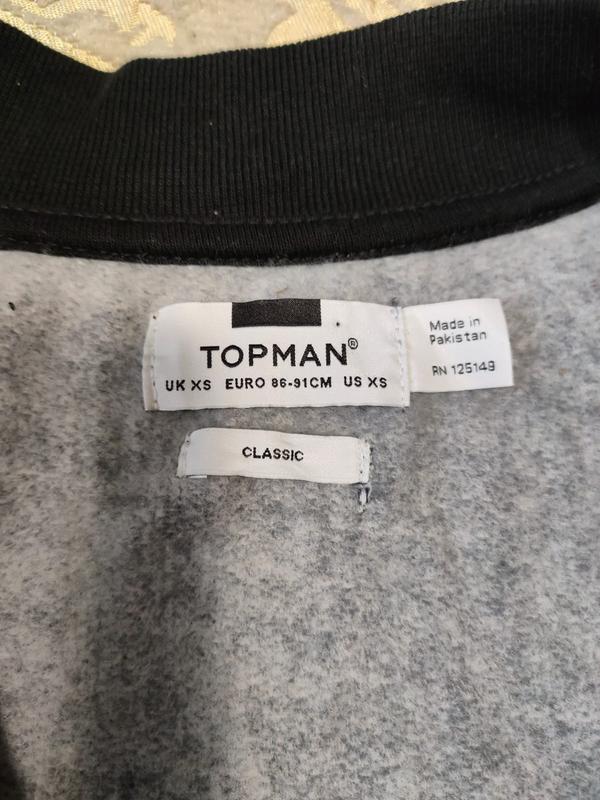 TOPMAN®
UK XS EURO 86-91CM US XS
Made in
Pakistan
RN 125149
CLASSIC